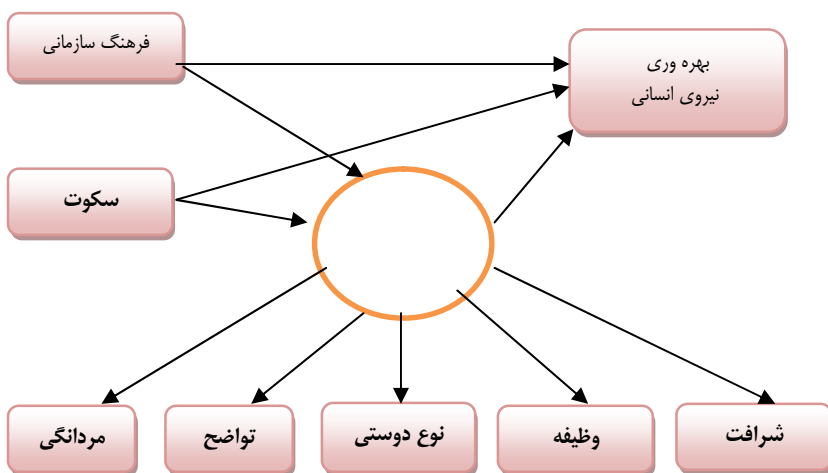 فرهنگ سازمانی
بهره وری
نیروی انسانی
سکوت
شرافت
وظیفه
نوع دوستی
تواضح
مردانگی